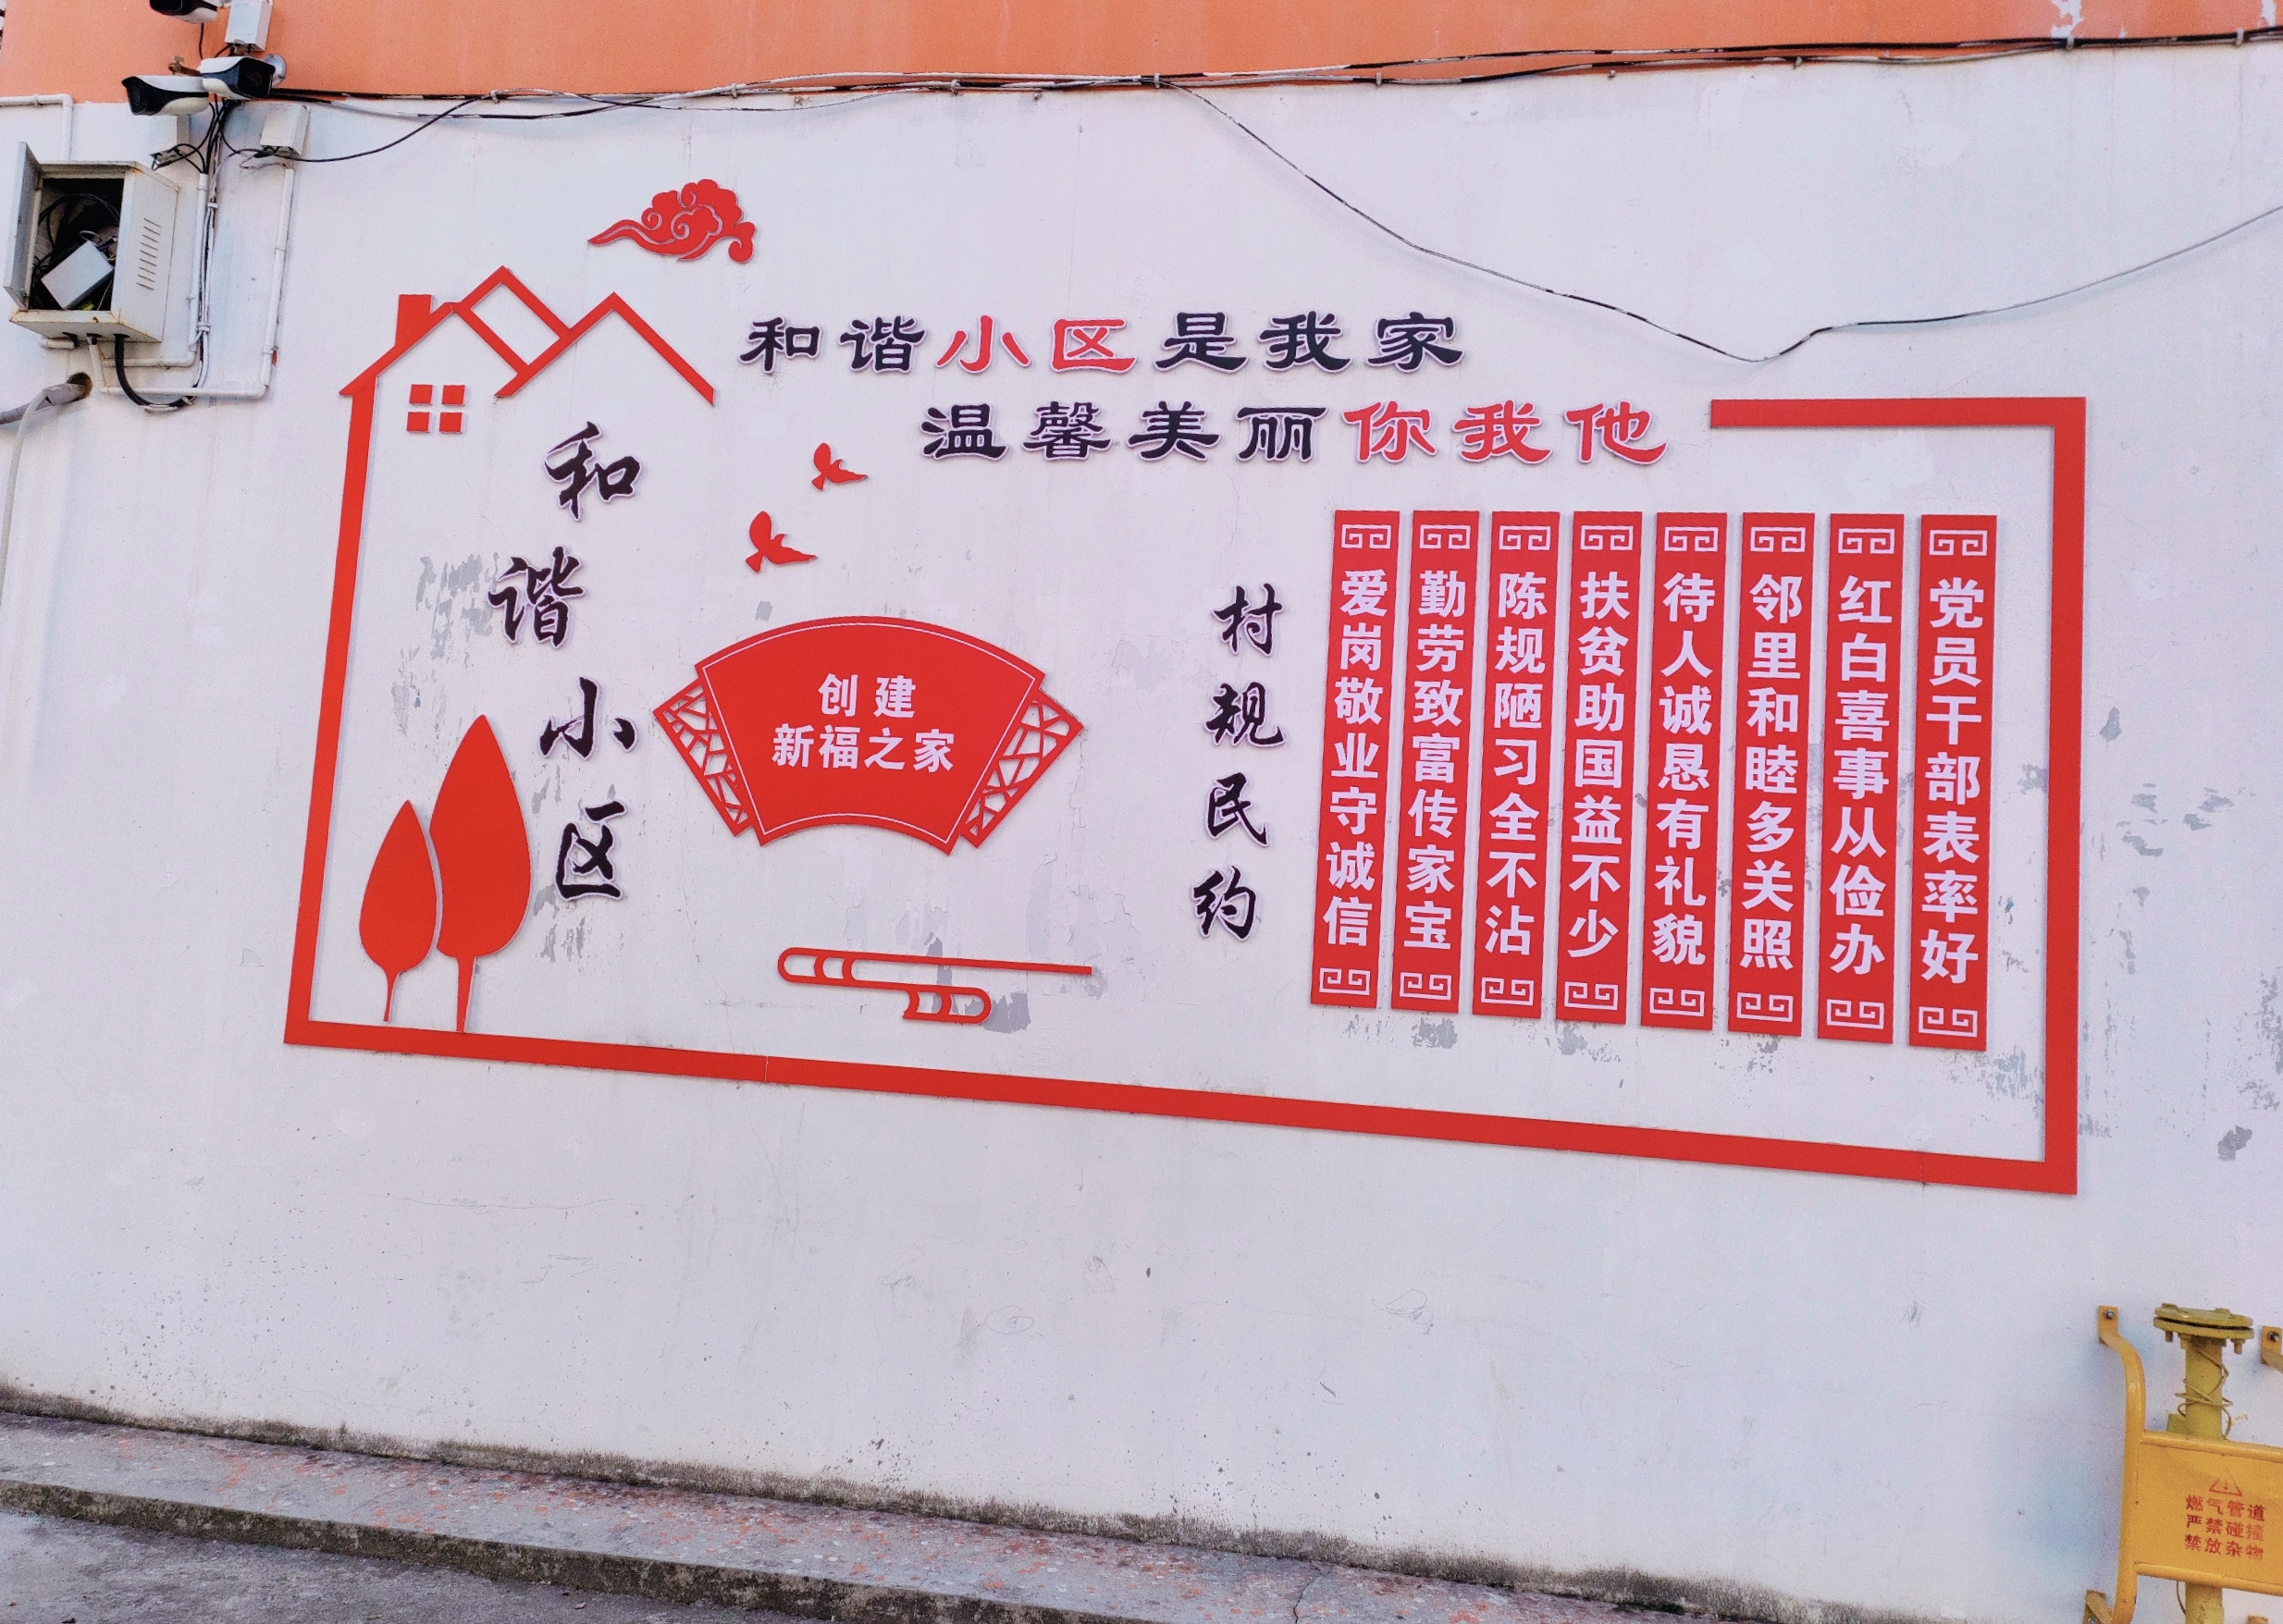 和谐小区是我家
温馨美丽你我他
和谐小区
创建
新福之家
村规民约
爱岗敬业守诚信
勤劳致富传家宝
陈规陋习全不沾
扶贫助国益不少
待人诚恳有礼貌
邻里和睦多关照
红白喜事从俭办
党员干部表率好
燃气管道
严禁碰撞
禁放杂物